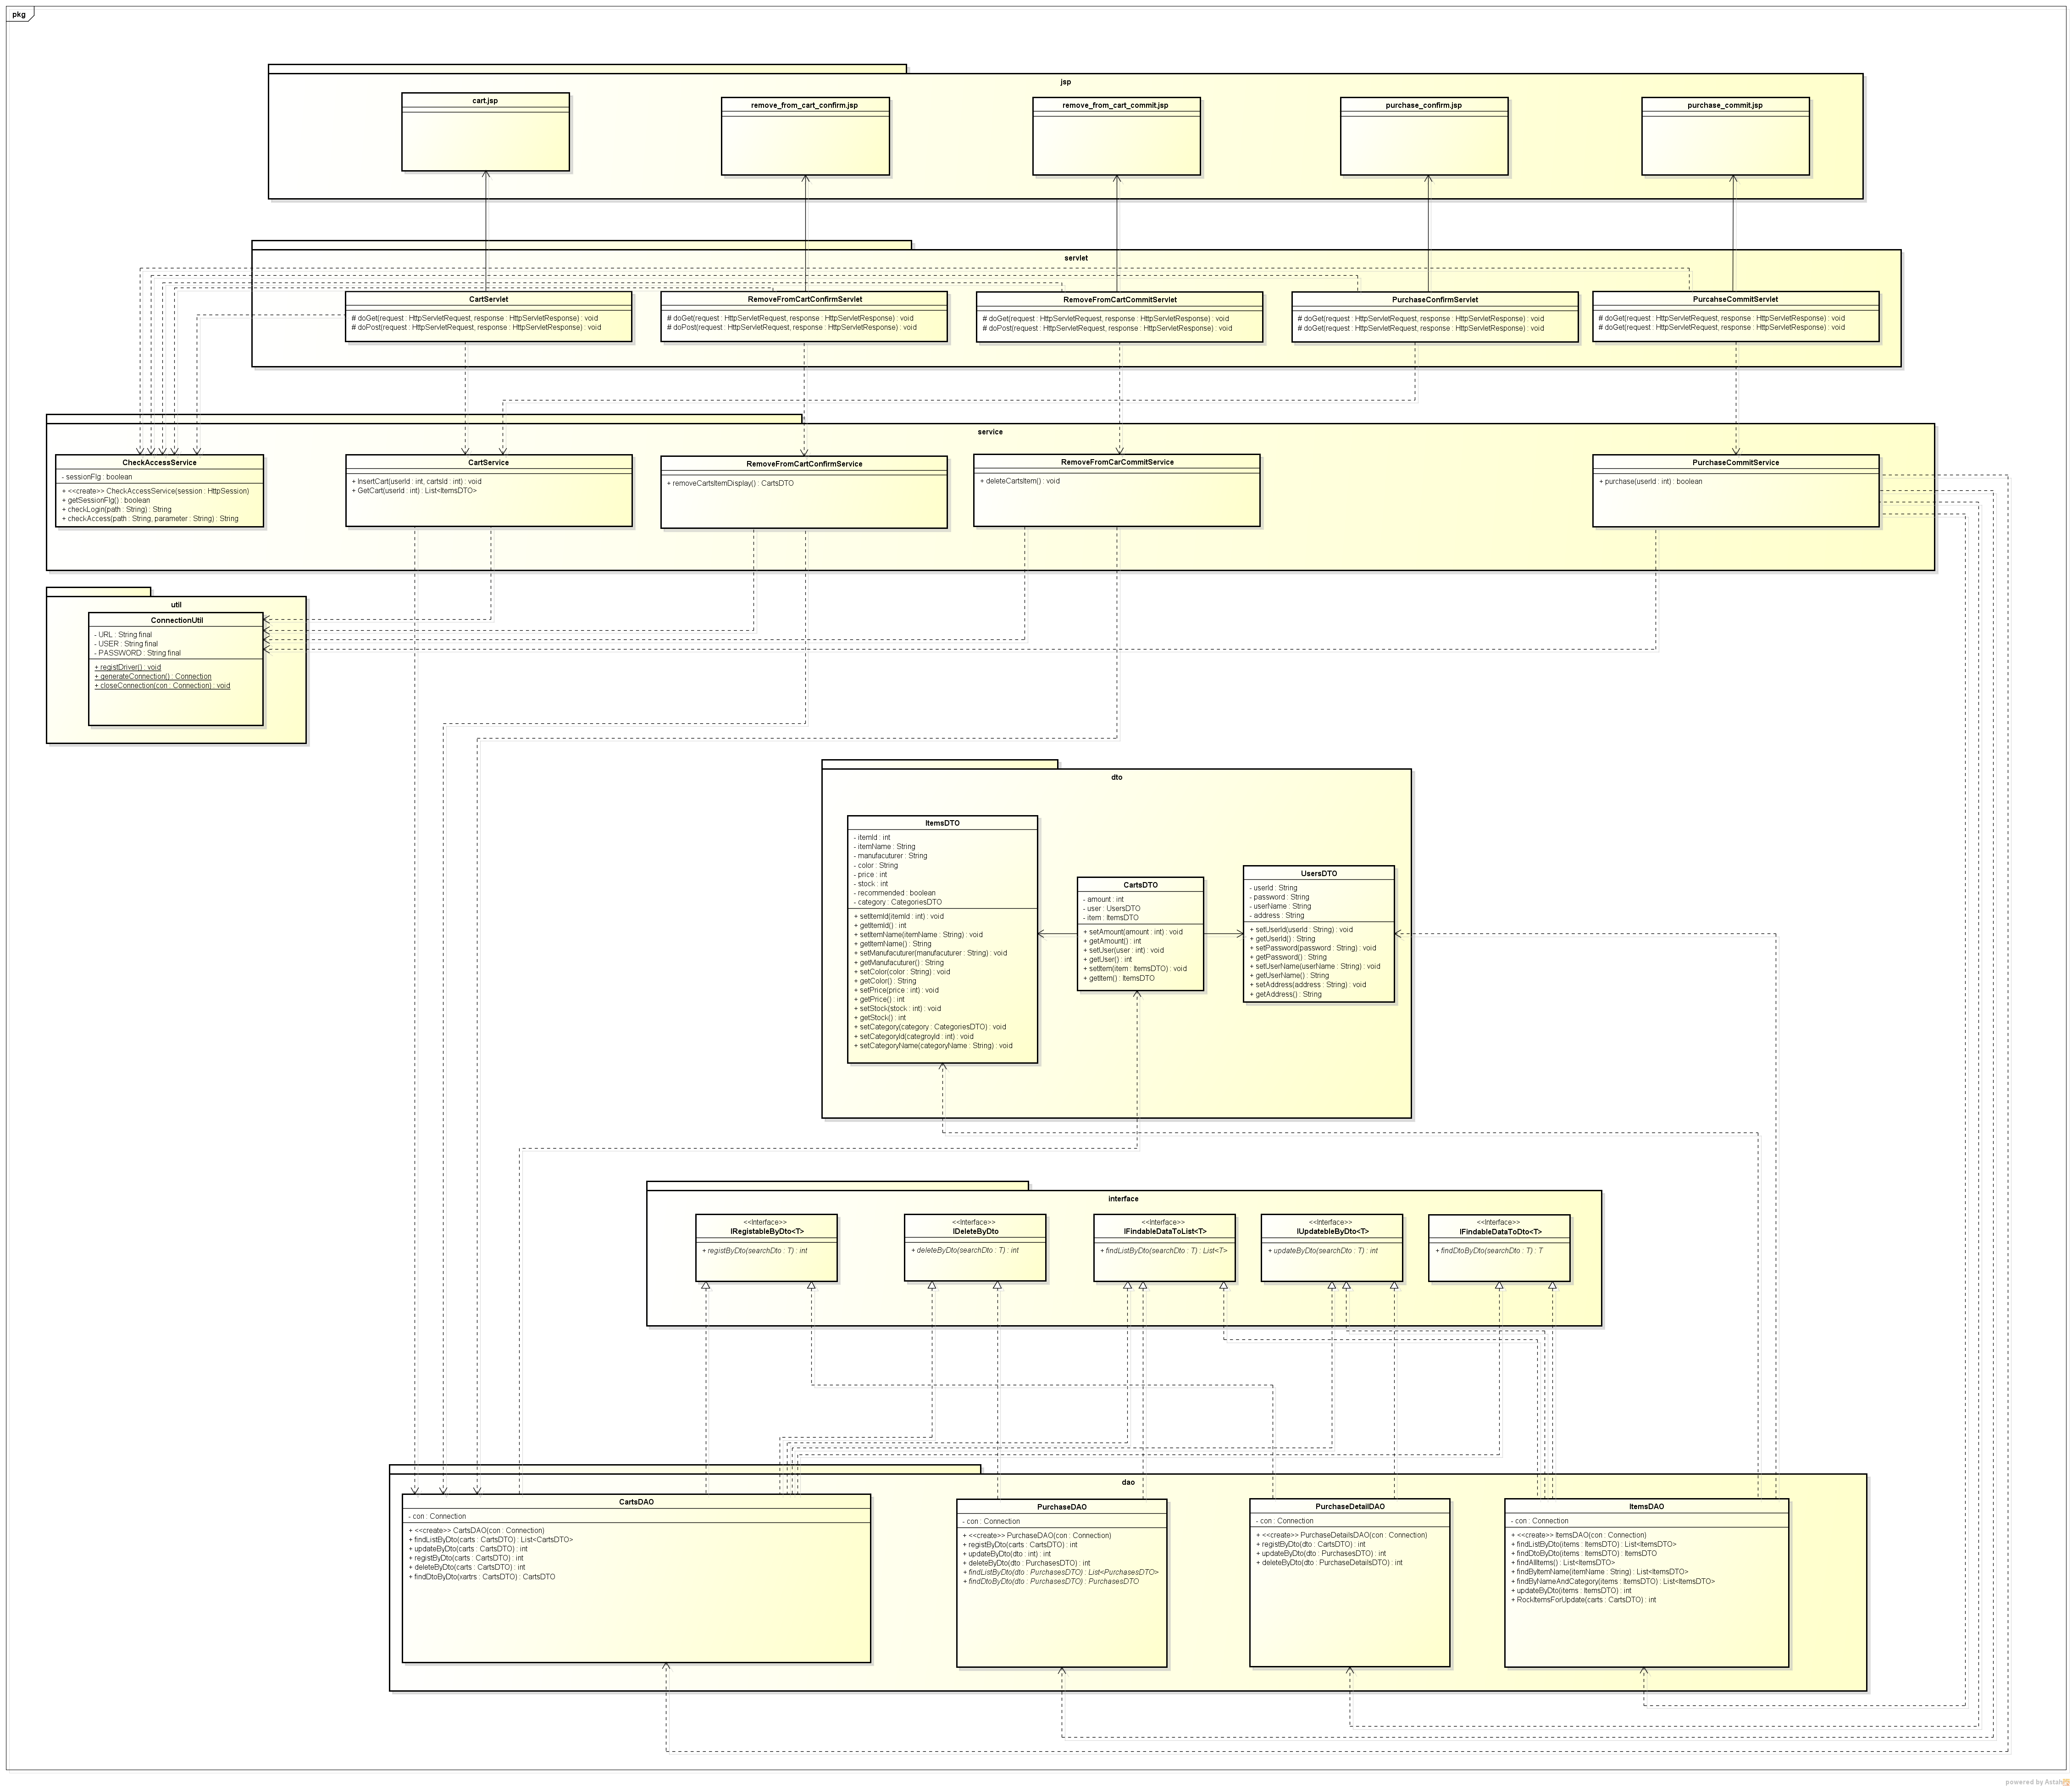 pkg
jsp
cart.jsp
remove_from_cart_confirm.jsp
remove_from_cart_commit.jsp
purchase_confirm.jsp
purchase_commit.jsp
servlet
CartServlet
# doGet(request : HttpServletRequest, response : HttpServletResponse) : void
# doPost(request : HttpServletRequest, response : HttpServletResponse) : void
RemoveFromCartConfirmServlet
# doGet(request : HttpServletRequest, response : HttpServletResponse) : void
# doPost(request : HttpServletRequest, response : HttpServletResponse) : void
RemoveFromCartCommitServlet
# doGet(request : HttpServletRequest, response : HttpServletResponse) : void
# doPost(request : HttpServletRequest, response : HttpServletResponse) : void
PurchaseConfirmServlet
# doGet(request : HttpServletRequest, response : HttpServletResponse) : void
# doGet(request : HttpServletRequest, response : HttpServletResponse) : void
PurcahseCommitServlet
# doGet(request : HttpServletRequest, response : HttpServletResponse) : void
# doGet(request : HttpServletRequest, response : HttpServletResponse) : void
service
CheckAccessService
- sessionFlg : boolean
+ <<create>> CheckAccessService(session : HttpSession)
+ getSessionFlg() : boolean
+ checkLogin(path : String) : String
+ checkAccess(path : String, parameter : String) : String
CartService
+ InsertCart(userId : int, cartsId : int) : void
+ GetCart(userId : int) : List<ItemsDTO>
RemoveFromCartConfirmService
+ removeCartsItemDisplay() : CartsDTO
RemoveFromCarCommitService
+ deleteCartsItem() : void
PurchaseCommitService
+ purchase(userId : int) : boolean
util
ConnectionUtil
- URL : String final
- USER : String final
- PASSWORD : String final
+ registDriver() : void
+ generateConnection() : Connection
+ closeConnection(con : Connection) : void
dto
ItemsDTO
- itemId : int
- itemName : String
- manufacuturer : String
- color : String
- price : int
- stock : int
- recommended : boolean
- category : CategoriesDTO
+ setItemId(itemId : int) : void
+ getItemId() : int
+ setItemName(itemName : String) : void
+ getItemName() : String
+ setManufacuturer(manufacuturer : String) : void
+ getManufacuturer() : String
+ setColor(color : String) : void
+ getColor() : String
+ setPrice(price : int) : void
+ getPrice() : int
+ setStock(stock : int) : void
+ getStock() : int
+ setCategory(category : CategoriesDTO) : void
+ setCategoryId(categroyId : int) : void
+ setCategoryName(categoryName : String) : void
CartsDTO
- amount : int
- user : UsersDTO
- item : ItemsDTO
+ setAmount(amount : int) : void
+ getAmount() : int
+ setUser(user : int) : void
+ getUser() : int
+ setItem(item : ItemsDTO) : void
+ getItem() : ItemsDTO
UsersDTO
- userId : String
- password : String
- userName : String
- address : String
+ setUserId(userId : String) : void
+ getUserId() : String
+ setPassword(password : String) : void
+ getPassword() : String
+ setUserName(userName : String) : void
+ getUserName() : String
+ setAddress(address : String) : void
+ getAddress() : String
interface
<<Interface>>
IRegistableByDto<T>
+ registByDto(searchDto : T) : int
<<Interface>>
IDeleteByDto
+ deleteByDto(searchDto : T) : int
<<Interface>>
IFindableDataToList<T>
+ findListByDto(searchDto : T) : List<T>
<<Interface>>
IUpdatebleByDto<T>
+ updateByDto(searchDto : T) : int
<<Interface>>
IFindableDataToDto<T>
+ findDtoByDto(searchDto : T) : T
dao
CartsDAO
- con : Connection
+ <<create>> CartsDAO(con : Connection)
+ findListByDto(carts : CartsDTO) : List<CartsDTO>
+ updateByDto(carts : CartsDTO) : int
+ registByDto(carts : CartsDTO) : int
+ deleteByDto(carts : CartsDTO) : int
+ findDtoByDto(xartrs : CartsDTO) : CartsDTO
PurchaseDAO
- con : Connection
+ <<create>> PurchaseDAO(con : Connection)
+ registByDto(carts : CartsDTO) : int
+ updateByDto(dto : int) : int
+ deleteByDto(dto : PurchasesDTO) : int
+ findListByDto(dto : PurchasesDTO) : List<PurchasesDTO>
+ findDtoByDto(dto : PurchasesDTO) : PurchasesDTO
PurchaseDetailDAO
- con : Connection
+ <<create>> PurchaseDetailsDAO(con : Connection)
+ registByDto(dto : CartsDTO) : int
+ updateByDto(dto : PurchasesDTO) : int
+ deleteByDto(dto : PurchaseDetailsDTO) : int
ItemsDAO
- con : Connection
+ <<create>> ItemsDAO(con : Connection)
+ findListByDto(items : ItemsDTO) : List<ItemsDTO>
+ findDtoByDto(items : ItemsDTO) : ItemsDTO
+ findAllItems() : List<ItemsDTO>
+ findByItemName(itemName : String) : List<ItemsDTO>
+ findByNameAndCategory(items : ItemsDTO) : List<ItemsDTO>
+ updateByDto(items : ItemsDTO) : int
+ RockItemsForUpdate(carts : CartsDTO) : int
powered by Astah